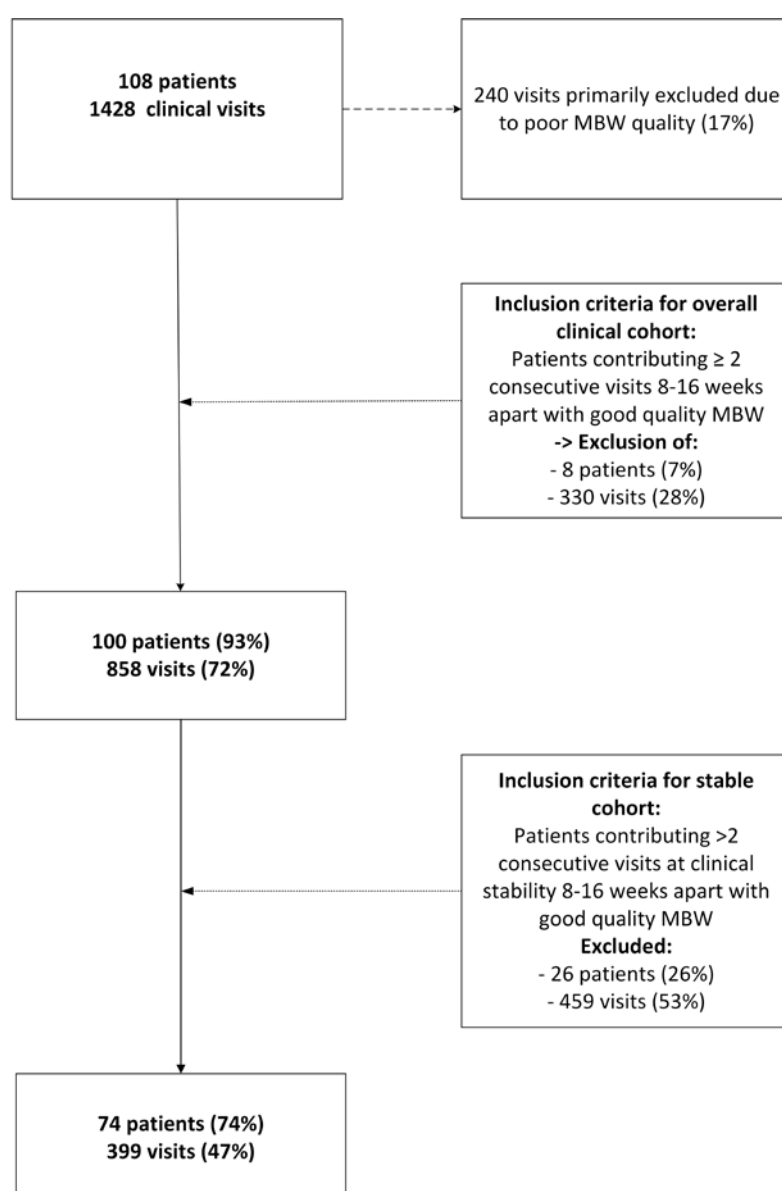 108 patients
1428 clinical visits
240 visits primarily excluded due
to poor MBW quality (17%)
Inclusion criteria for overall
clinical cohort:
Patients contributing ≥ 2
consecutive visits 8-16 weeks
apart with good quality MBW
-> Exclusion of:
- 8 patients (7%)
- 330 visits (28%)
100 patients (93%)
858 visits (72%)
Inclusion criteria for stable
cohort:
Patients contributing >2
consecutive visits at clinical
stability 8-16 weeks apart with
good quality MBW
Excluded:
- 26 patients (26%)
- 459 visits (53%)
74 patients (74%)
399 visits (47%)